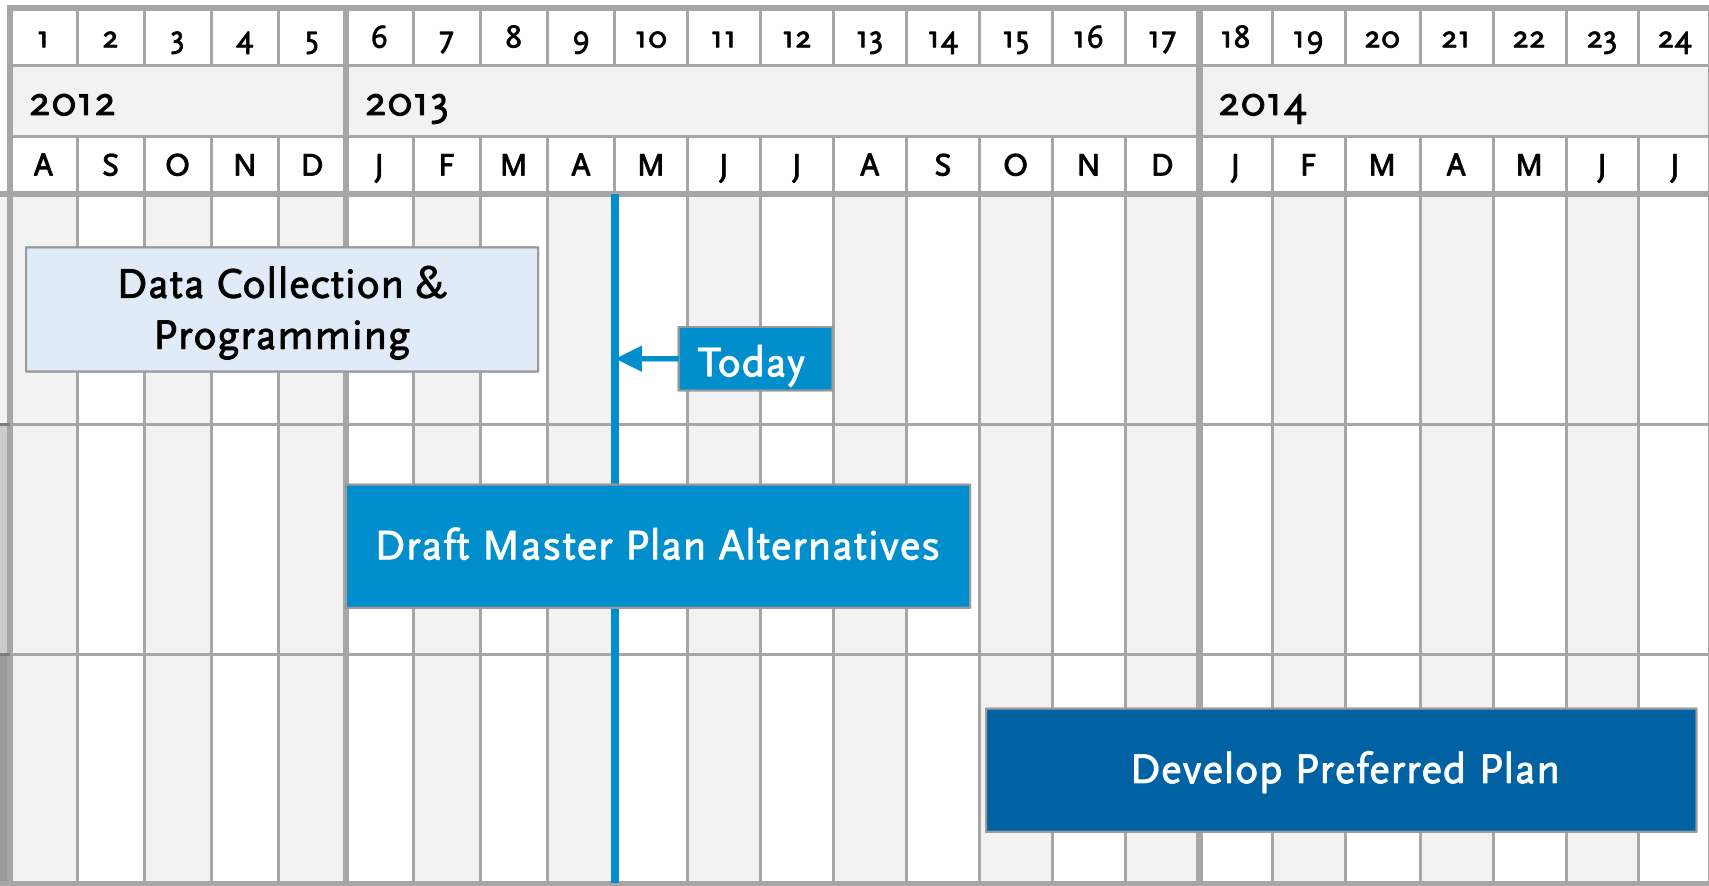 1 2 3 4 5 6 7 8 9 10 11 12 13 14 15 16 17 18 19 20 21 22 23 24
2012 2013 2014
A S O N D J F M A M J J A S O N D J F M A M J J
Data Collection &
Programming
Today
Draft Master Plan Alternatives
Develop Preferred Plan